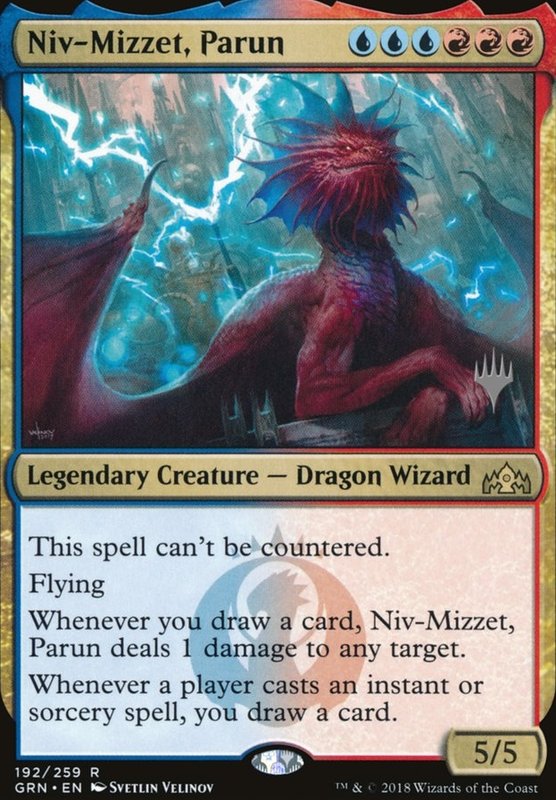 Niv-Mizzet, Parun
Legendary Creature — Dragon Wizard
This spell can't be countered.
Flying
Whenever you draw a card, Niv-Mizzet,
Parun deals 1 damage to any target.
Whenever a player casts an instant or
sorcery spell, you draw a card.
5/5
192/259 R
GRN • EN Svetlin Velinov
™ & © 2018 Wizards of the Coast